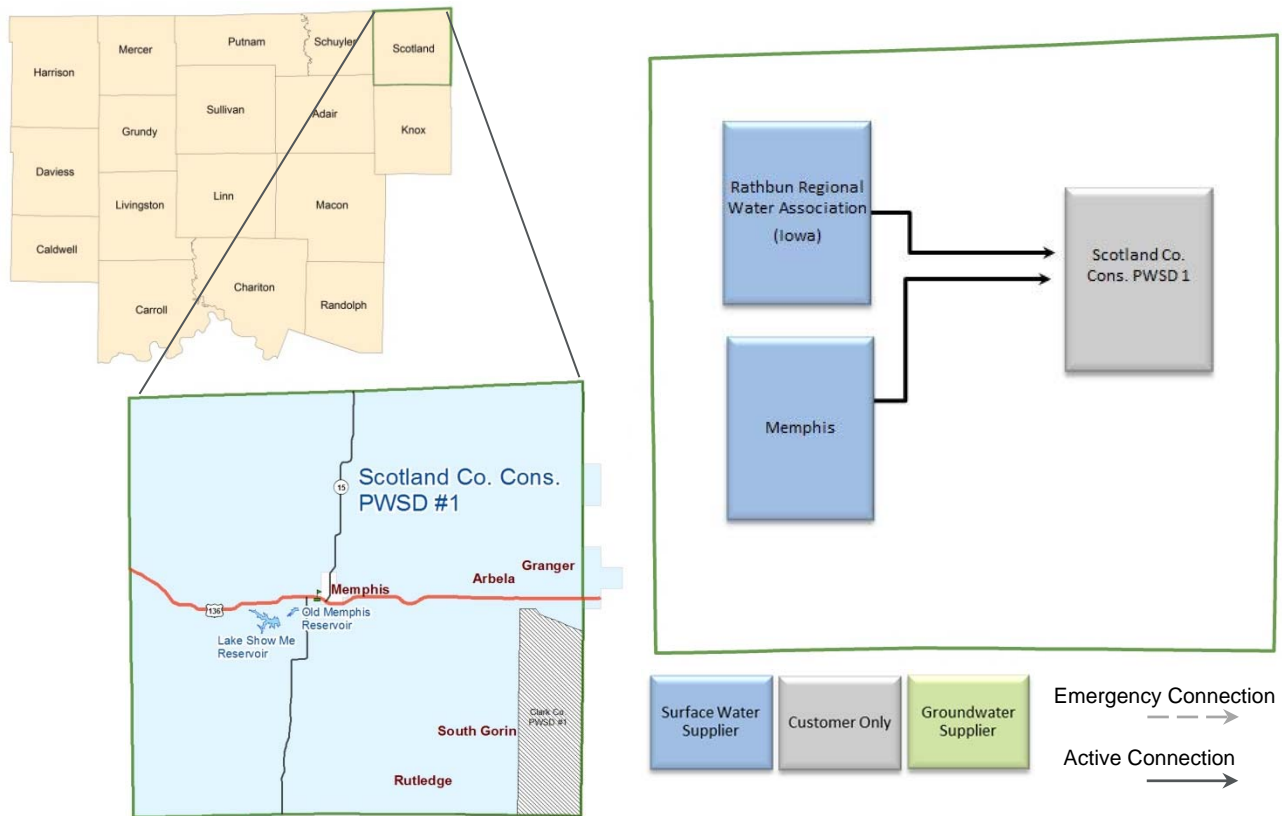 Harrison
Mercer
Putnam
Schuyler
Scotland
Sullivan
Adair
Knox
Grundy
Daviess
Livingston
Linn
Macon
Caldwell
Carroll
Chariton
Randolph
Scotland Co. Cons.
PWSD #1
15
Granger
Arbela
Memphis
136
Old Memphis
Reservoir
Lake Show Me
Reservoir
Clark Co
PWSD #1
South Gorin
Rutledge
Rathbun Regional
Water Association
(Iowa)
Scotland Co.
Cons. PWSD 1
Memphis
Surface Water
Supplier
Customer Only
Groundwater
Supplier
Emergency Connection
Active Connection